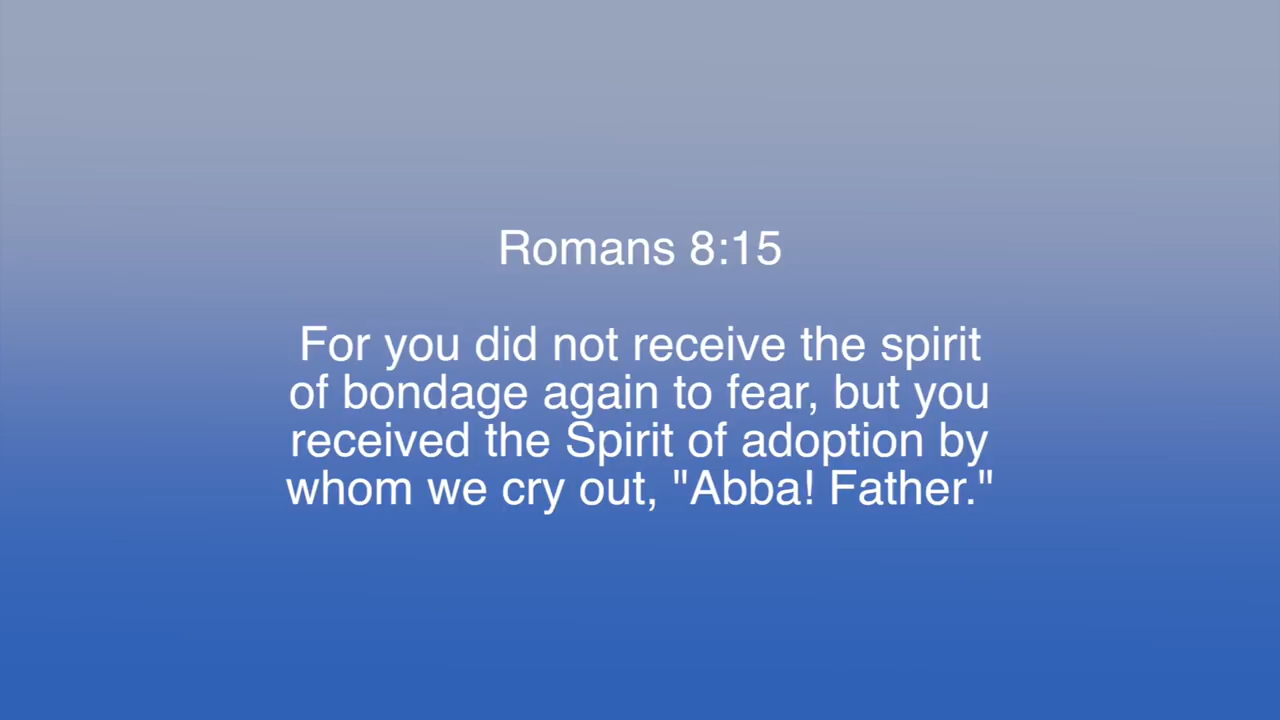 Romans 8:15
For you did not receive the spirit
of bondage again to fear, but you
received the Spirit of adoption by
whom we cry out, "Abba! Father."